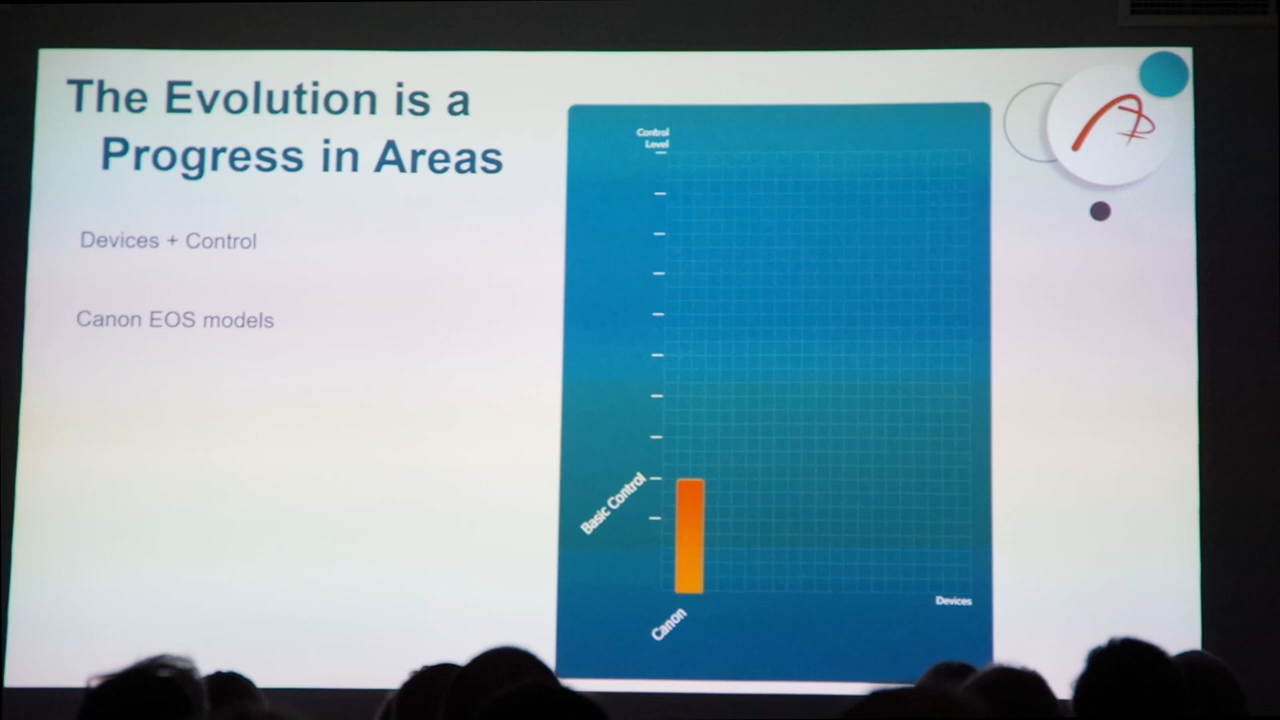 The Evolution is a
Progress in Areas
Devices + Control
Canon EOS models
Control
Level
Basic Control
Canon
Devices